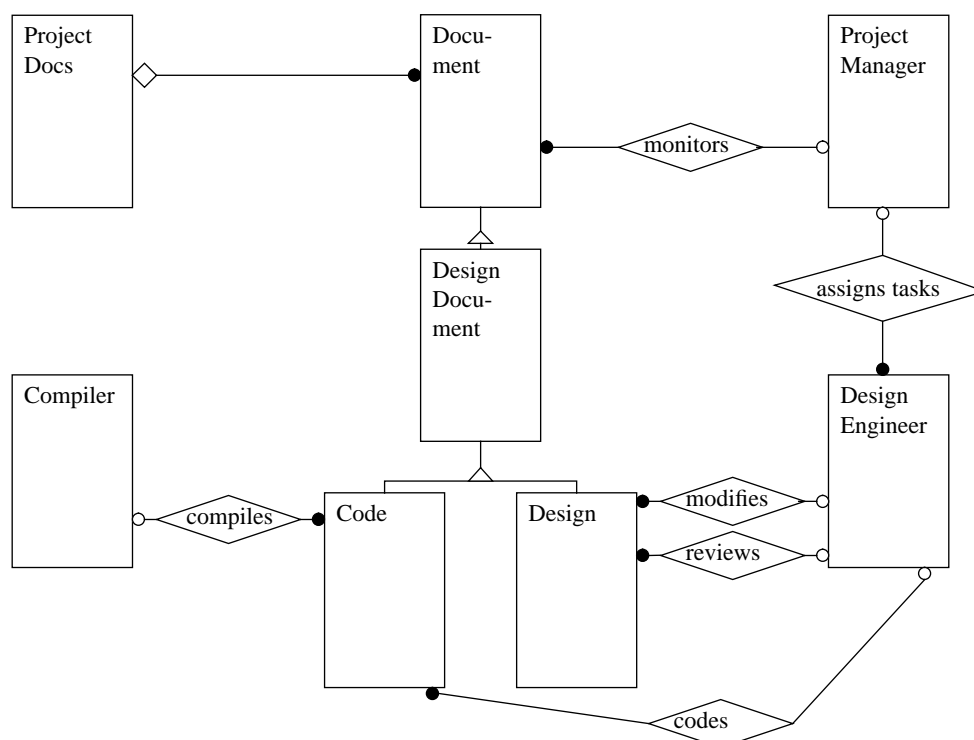 Project
Docs
Docu-
ment
Project
Manager
monitors
Design
Docu-
ment
assigns tasks
Compiler
Design
Engineer
compiles
Code
Design
modifies
reviews
codes